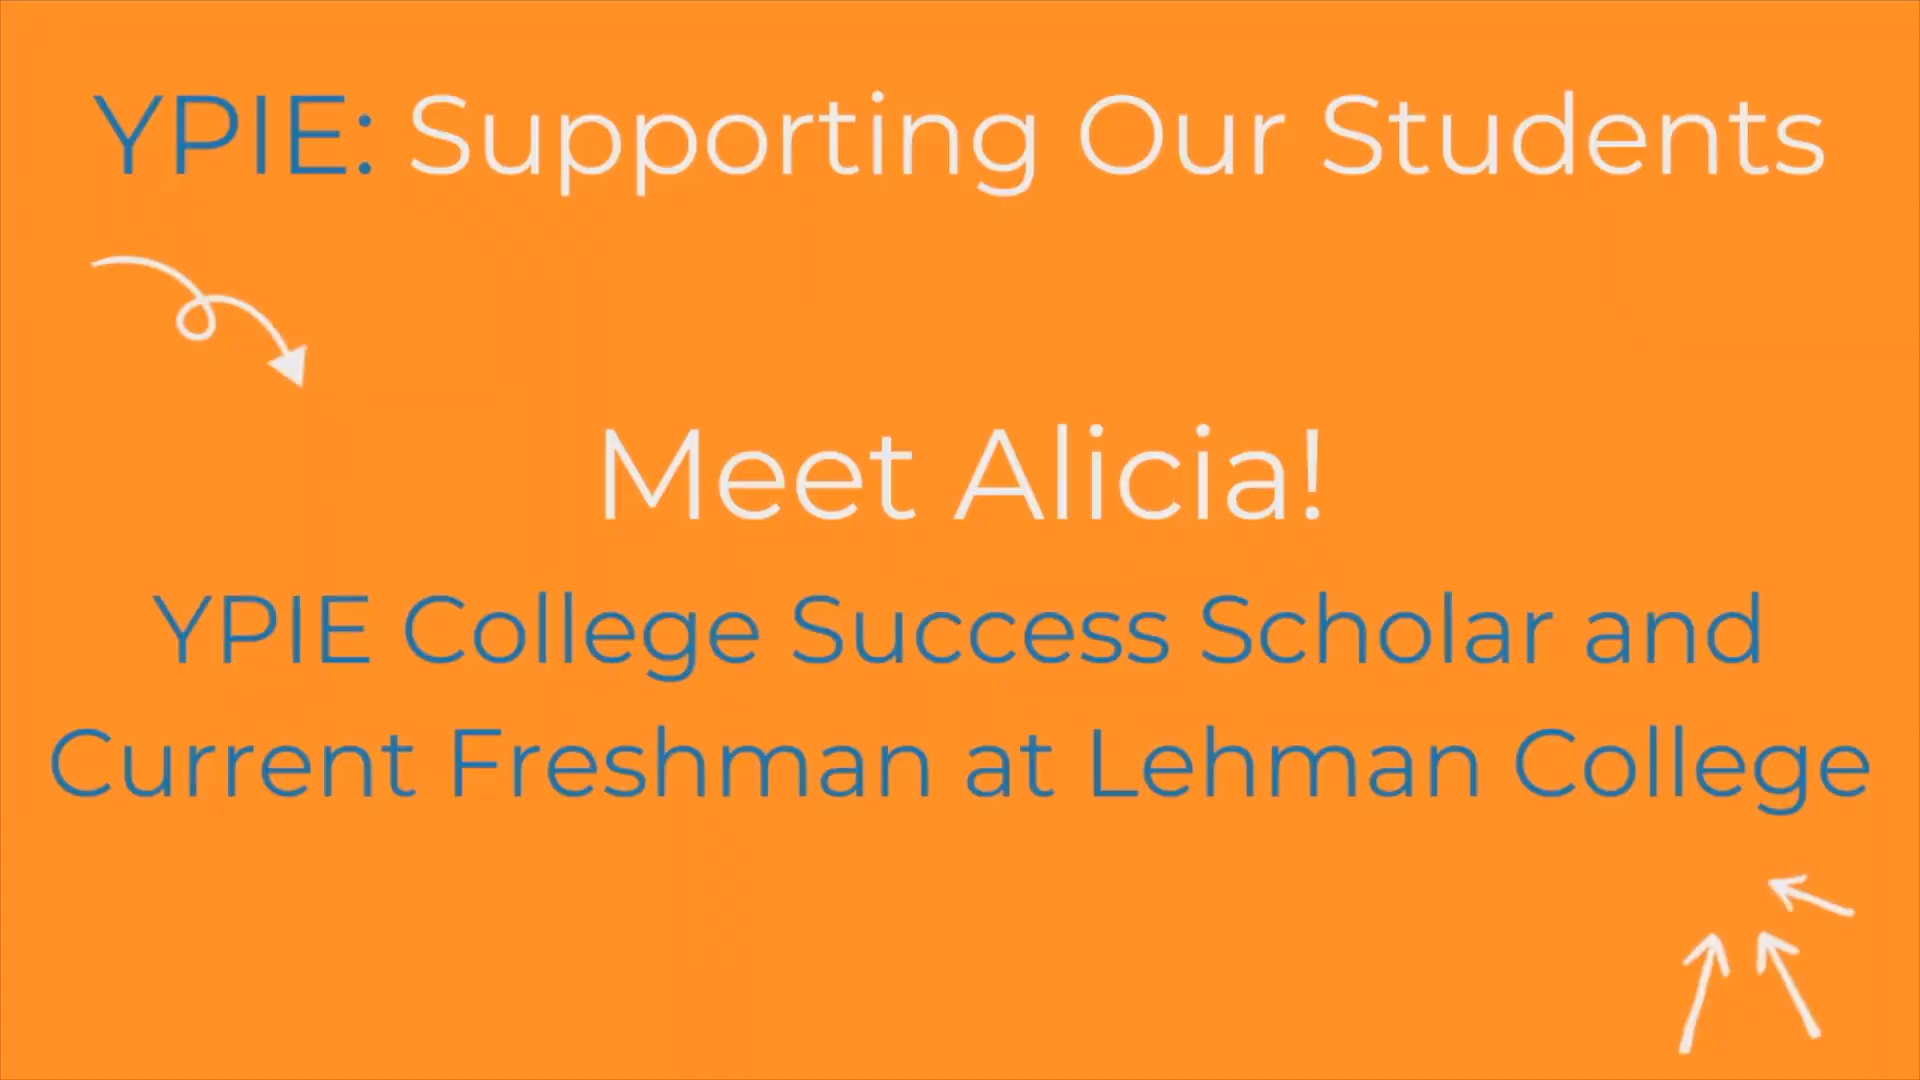 YPIE: Supporting Our Students
Meet Alicia!
YPIE College Success Scholar and
Current Freshman at Lehman College